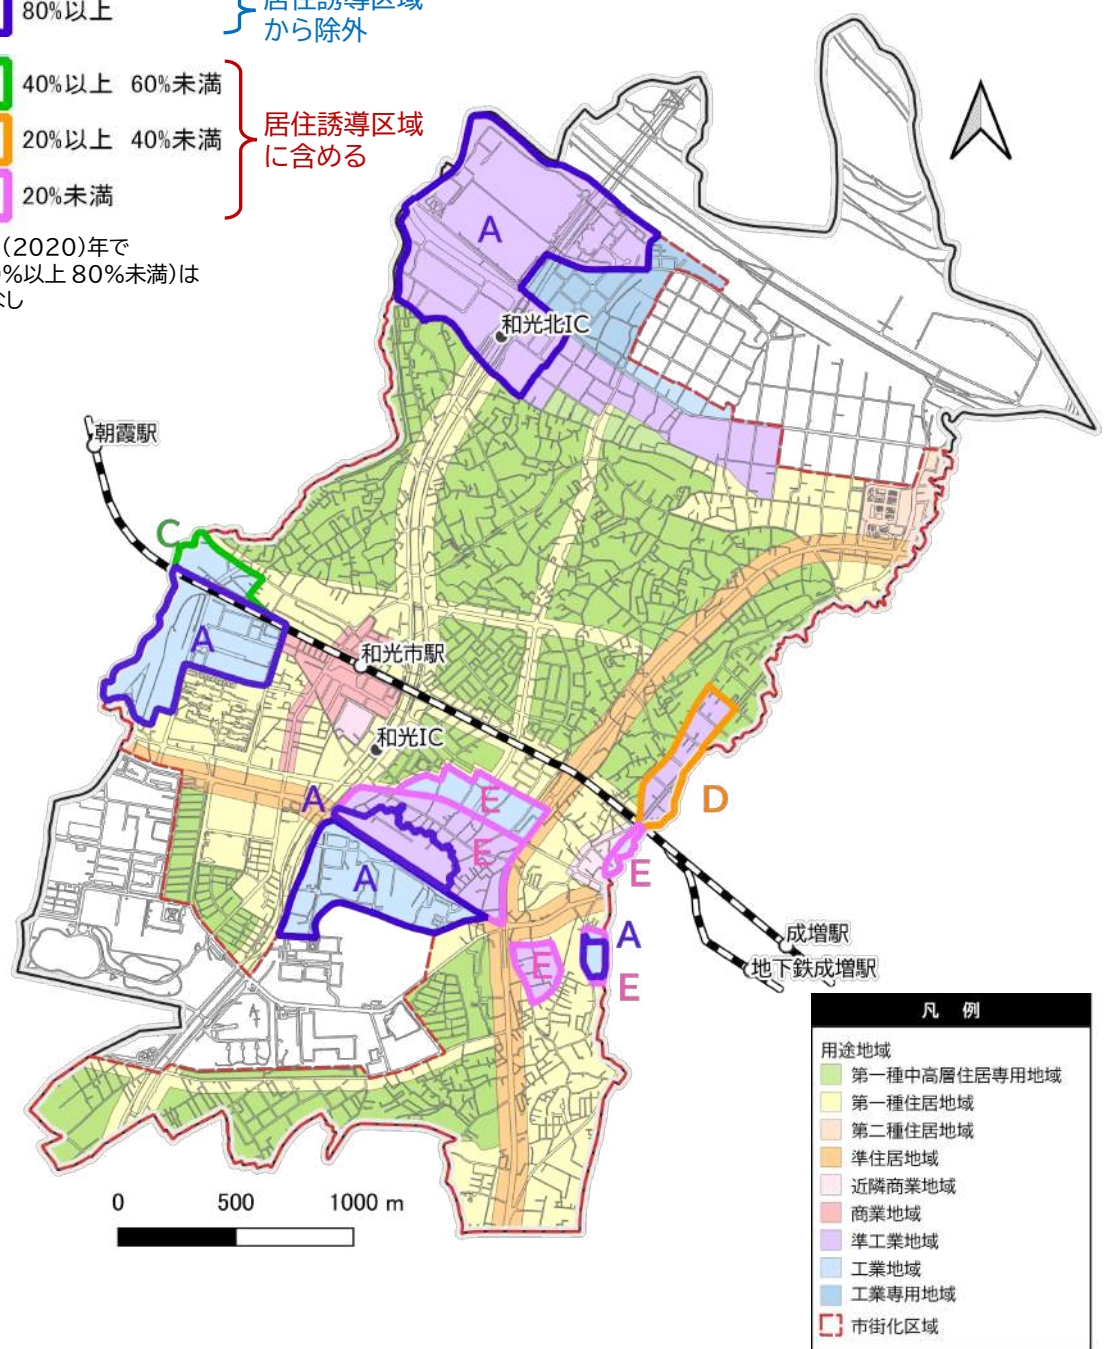 80%以上
居住誘導区域
から除外
40%以上 60%未満
20%以上 40%未満
20%未満
居住誘導区域
に含める
(2020)年で
%以上 80%未満)は
A
和光北IC
朝霞駅
C
A
和光市駅
和光IC
A
E
E
A
D
E
A
E
E
成増駅
地下鉄成増駅
0 500 1000 m
凡 例
用途地域
第一種中高層住居専用地域
第一種住居地域
第二種住居地域
準住居地域
近隣商業地域
商業地域
準工業地域
工業地域
工業専用地域
市街化区域